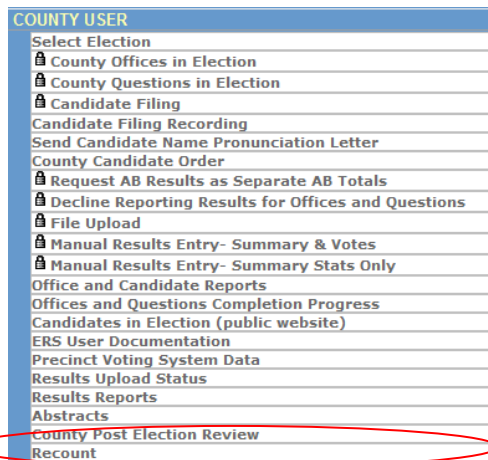 COUNTY USER
Select Election
County Offices in Election
County Questions in Election
Candidate Filing
Candidate Filing Recording
Send Candidate Name Pronunciation Letter
County Candidate Order
Request AB Results as Separate AB Totals
Decline Reporting Results for Offices and Questions
File Upload
Manual Results Entry- Summary & Votes
Manual Results Entry- Summary Stats Only
Office and Candidate Reports
Offices and Questions Completion Progress
Candidates in Election (public website)
ERS User Documentation
Precinct Voting System Data
Results Upload Status
Results Reports
Abstracts
County Post Election Review
Recount